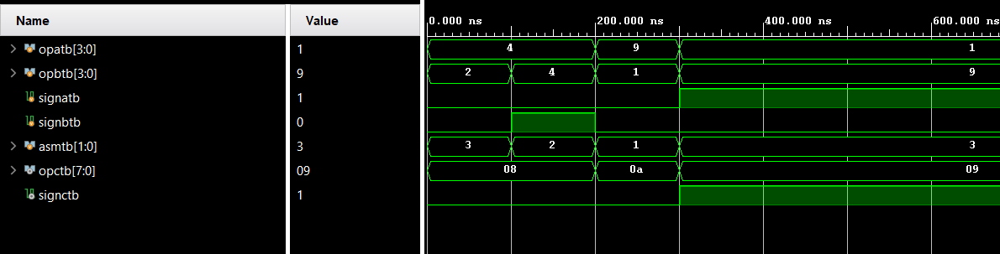 Name Value 0.000 ns 200.000 ns 400.000 ns 600.000 ns
opatb[3:0] 1 4 9 1
opbtb[3:0] 9 2 4 1 9
signatb 1
signbtb 0
asmtb[1:0] 3 3 2 1 3
opctb[7:0] 09 08 0a 09
signctb 1